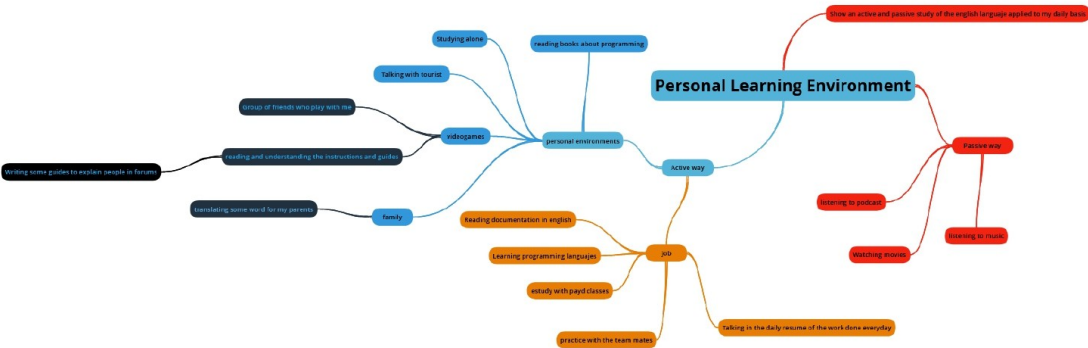 Show an active and passive study of the english languaje applied to my daily basis
Personal Learning Environment
Studying alone
reading books about programming
Talking with tourist
Group of friends who play with me
videogames
personal environments
Passive way
reading and understanding the instructions and guides
Active way
Writing some guides to explain people in forums
listening to podcast
translating some word for my parents
family
Reading documentation in english
listening to music
Learning programming languajes
Job
Watching movies
estudy with payd classes
Talking in the daily resume of the work done everyday
practice with the team mates